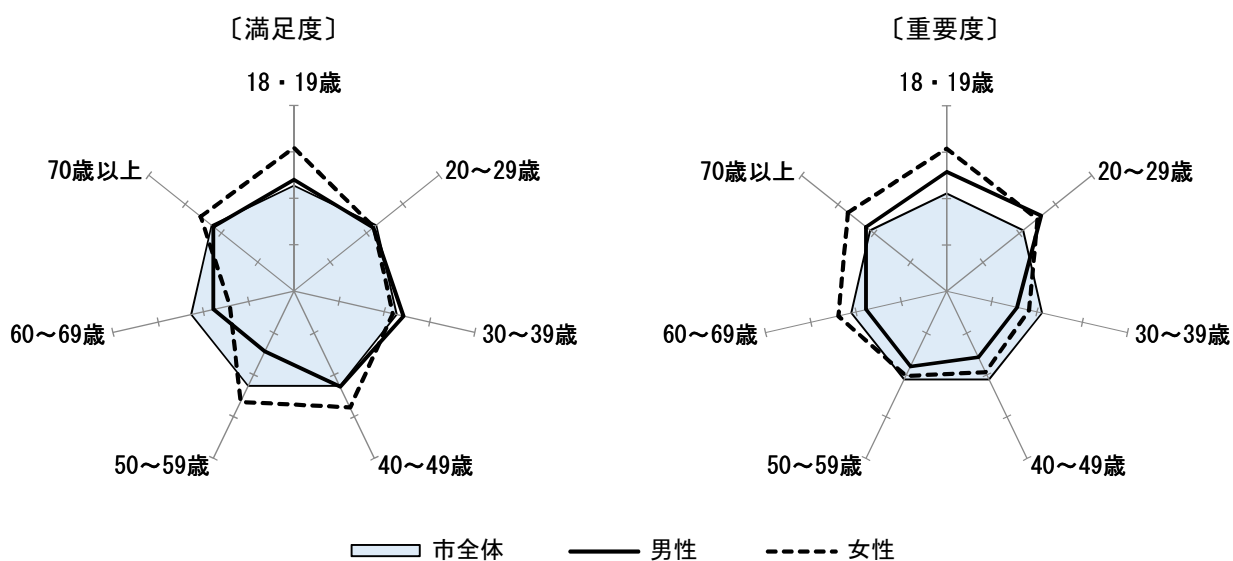 〔満足度〕
18・19歳
20～29歳
30～39歳
40～49歳
50～59歳
60～69歳
70歳以上
〔重要度〕
18・19歳
20～29歳
30～39歳
40～49歳
50～59歳
60～69歳
70歳以上
市全体
男性
女性